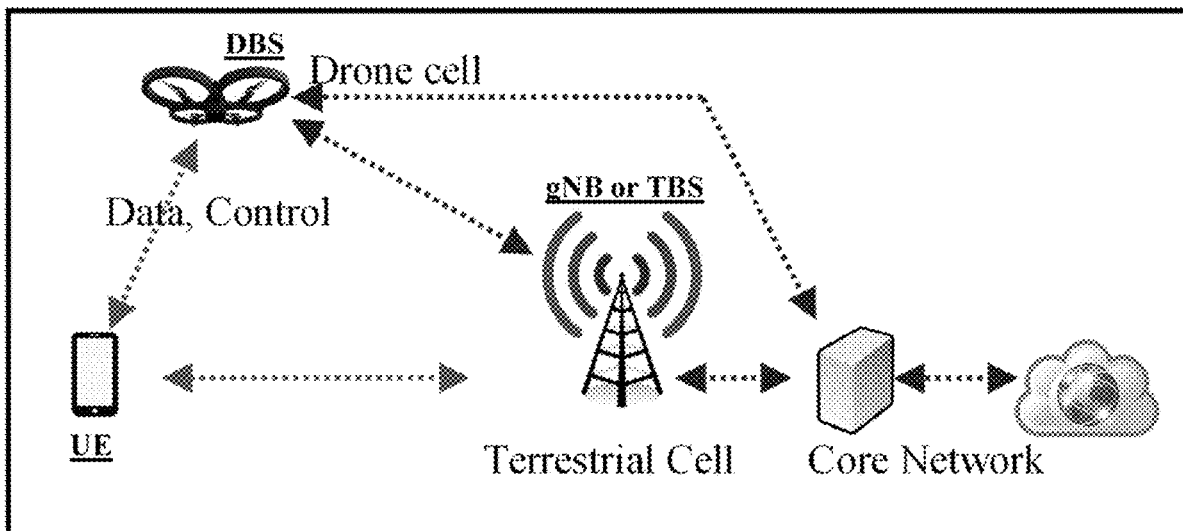 DBS
Drone cell
gNB or TBS
Data, Control
UE
Terrestrial Cell
Core Network